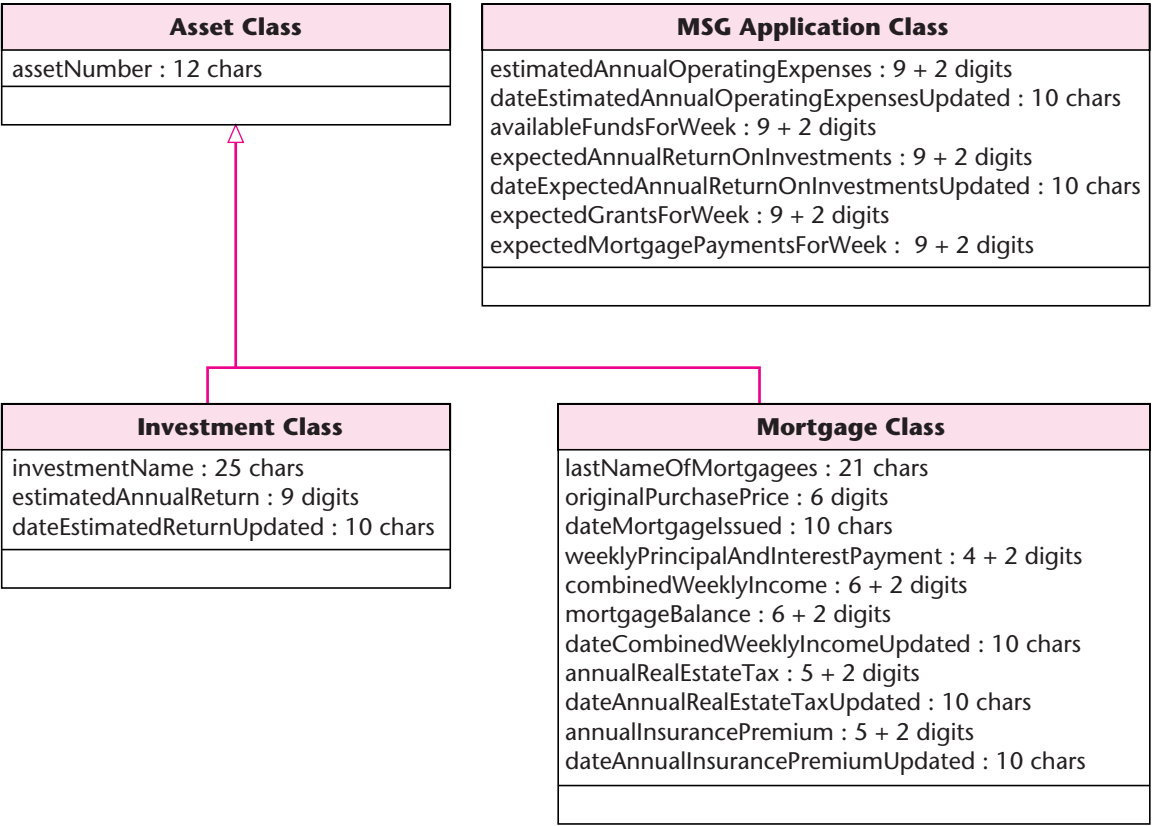 Asset Class
assetNumber : 12 chars
MSG Application Class
estimatedAnnualOperatingExpenses : 9 + 2 digits
dateEstimatedAnnualOperatingExpensesUpdated : 10 chars
availableFundsForWeek : 9 + 2 digits
expectedAnnualReturnOnInvestments : 9 + 2 digits
dateExpectedAnnualReturnOnInvestmentsUpdated : 10 chars
expectedGrantsForWeek : 9 + 2 digits
expectedMortgagePaymentsForWeek : 9 + 2 digits
Investment Class
investmentName : 25 chars
estimatedAnnualReturn : 9 digits
dateEstimatedReturnUpdated : 10 chars
Mortgage Class
lastNameOfMortgagees : 21 chars
originalPurchasePrice : 6 digits
dateMortgageIssued : 10 chars
weeklyPrincipalAndInterestPayment : 4 + 2 digits
combinedWeeklyIncome : 6 + 2 digits
mortgageBalance : 6 + 2 digits
dateCombinedWeeklyIncomeUpdated : 10 chars
annualRealEstateTax : 5 + 2 digits
dateAnnualRealEstateTaxUpdated : 10 chars
annualInsurancePremium : 5 + 2 digits
dateAnnualInsurancePremiumUpdated : 10 chars